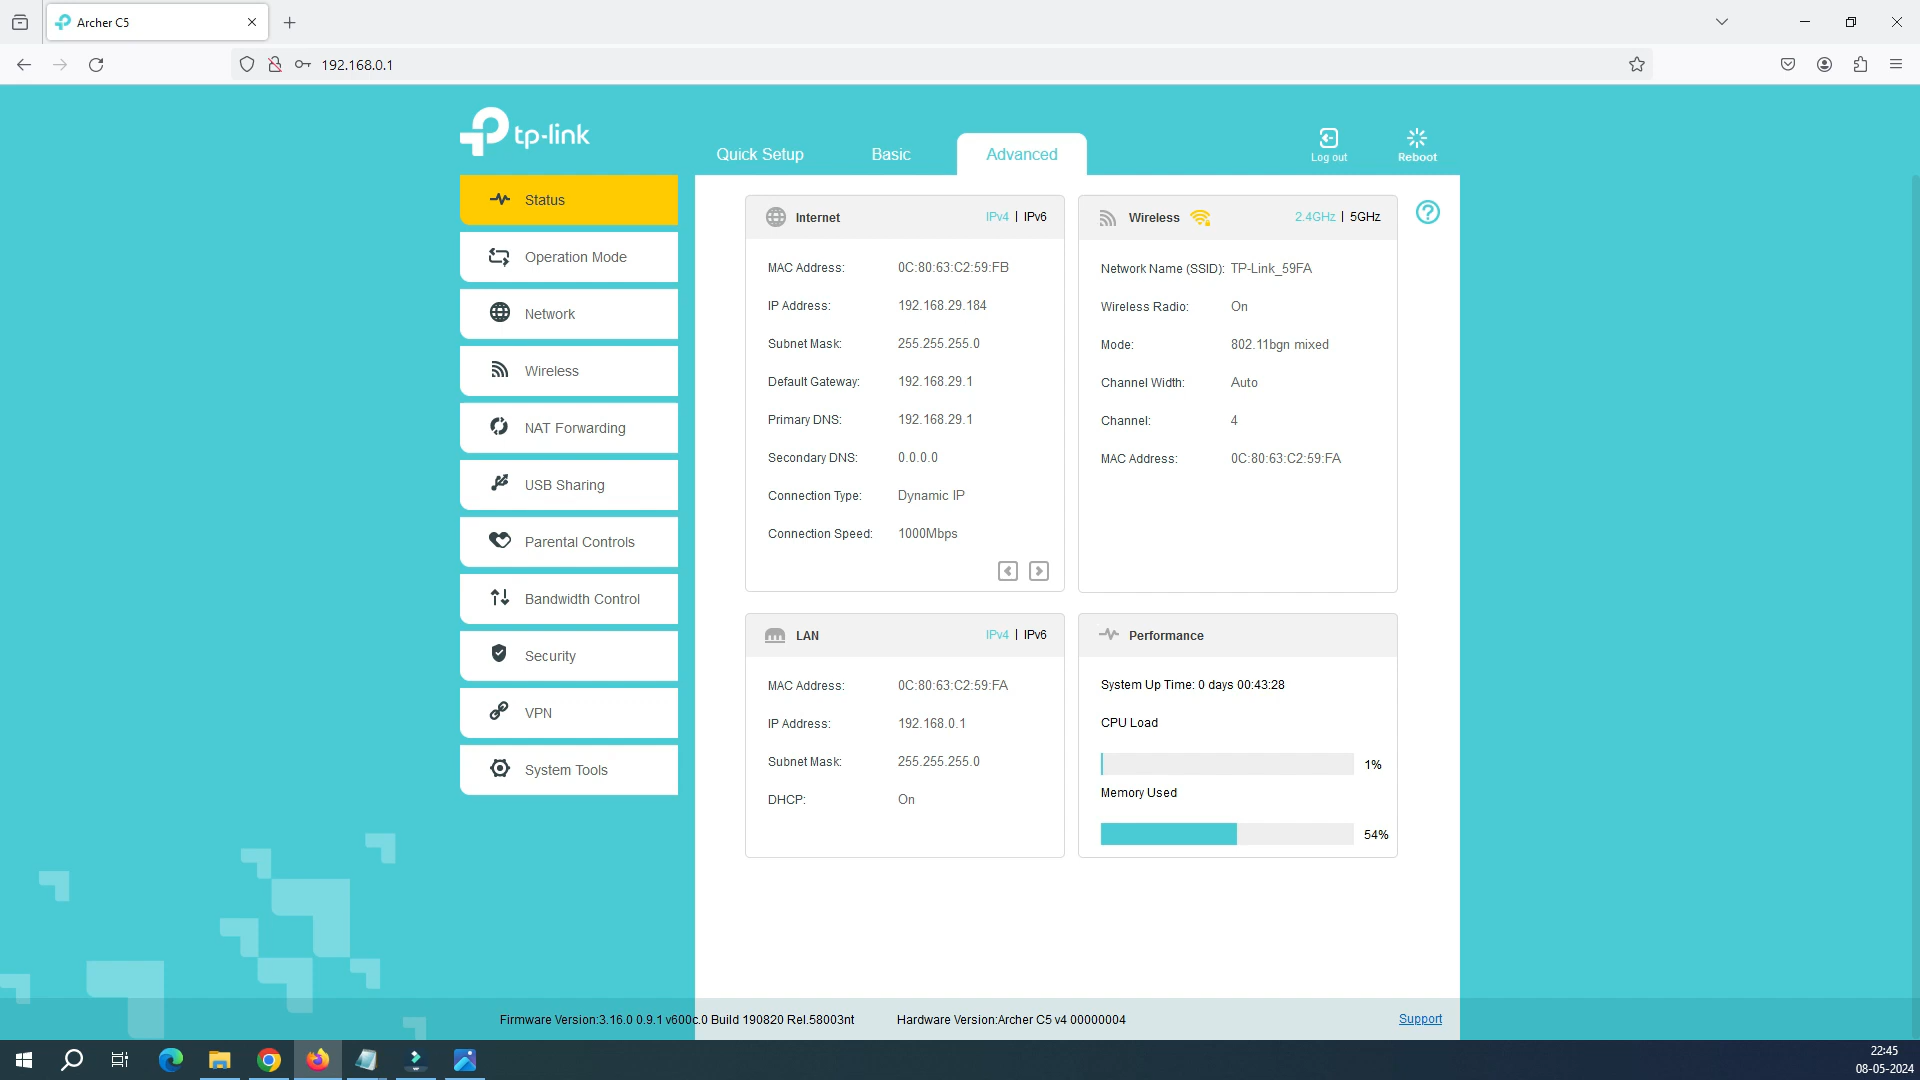 Archer C5
192.168.0.1
tp-link
Quick Setup
Basic
Advanced
Log out
Reboot
Status
Operation Mode
Network
Wireless
NAT Forwarding
USB Sharing
Parental Controls
Bandwidth Control
Security
VPN
System Tools
Internet IPv4 | IPv6
MAC Address: 0C:80:63:C2:59:FB
IP Address: 192.168.29.184
Subnet Mask: 255.255.255.0
Default Gateway: 192.168.29.1
Primary DNS: 192.168.29.1
Secondary DNS: 0.0.0.0
Connection Type: Dynamic IP
Connection Speed: 1000Mbps
Wireless 2.4GHz | 5GHz
Network Name (SSID): TP-Link_59FA
Wireless Radio: On
Mode: 802.11bgn mixed
Channel Width: Auto
Channel: 4
MAC Address: 0C:80:63:C2:59:FA
LAN IPv4 | IPv6
MAC Address: 0C:80:63:C2:59:FA
IP Address: 192.168.0.1
Subnet Mask: 255.255.255.0
DHCP: On
Performance
System Up Time: 0 days 00:43:28
CPU Load
1%
Memory Used
54%
Firmware Version:3.16.0 0.9.1 v600c.0 Build 190820 Rel.58003nt Hardware Version:Archer C5 v4 00000004 Support
22:45
08-05-2024